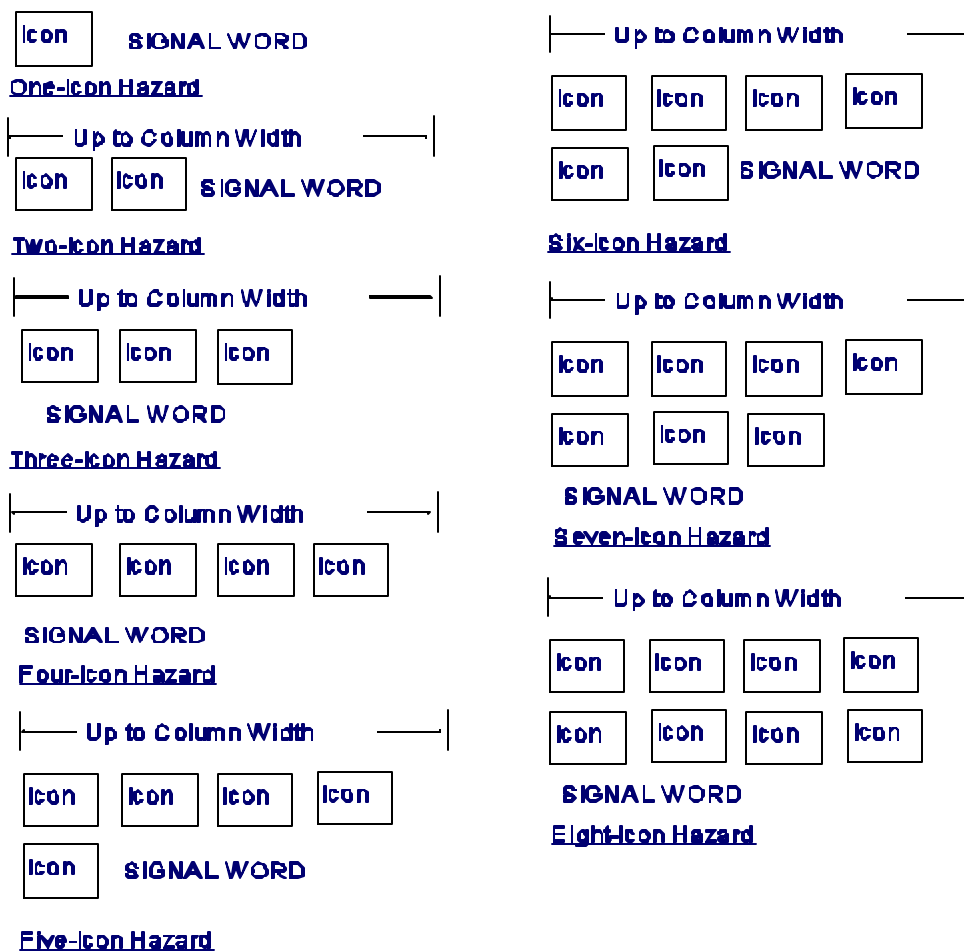 Icon SIGNAL WORD
One-Icon Hazard
Up to Column Width
Icon Icon SIGNAL WORD
Two-Icon Hazard
Up to Column Width
Icon Icon Icon
SIGNAL WORD
Three-Icon Hazard
Up to Column Width
Icon Icon Icon Icon
SIGNAL WORD
Four-Icon Hazard
Up to Column Width
Icon Icon Icon Icon
Icon SIGNAL WORD
Five-Icon Hazard
Up to Column Width
Icon Icon Icon Icon
Icon Icon SIGNAL WORD
Six-Icon Hazard
Up to Column Width
Icon Icon Icon Icon
Icon Icon Icon
SIGNAL WORD
Seven-Icon Hazard
Up to Column Width
Icon Icon Icon Icon
Icon Icon Icon Icon
SIGNAL WORD
Eight-Icon Hazard